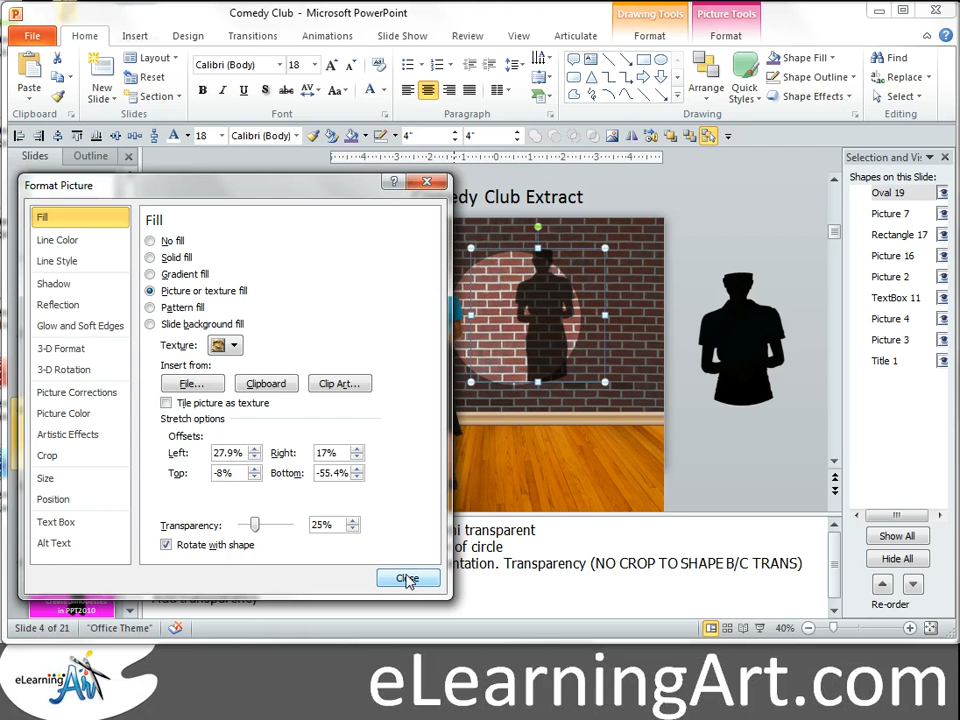 Comedy Club - Microsoft PowerPoint
Drawing Tools
Picture Tools
File
Home
Insert
Design
Transitions
Animations
Slide Show
Review
View
Articulate
Format
Format
Paste
Clipboard
New Slide
Layout
Reset
Section
Slides
Calibri (Body)
18
Font
Paragraph
Arrange
Quick Styles
Shape Fill
Shape Outline
Shape Effects
Drawing
Find
Replace
Select
Editing
18
Calibri (Body)
4"
4"
Slides
Outline
Selection and Vis
Shapes on this Slide:
Oval 19
Picture 7
Rectangle 17
Picture 16
Picture 2
TextBox 11
Picture 4
Picture 3
Title 1
Show All
Hide All
Re-order
Club Extract
Format Picture
Fill
Line Color
Line Style
Shadow
Reflection
Glow and Soft Edges
3-D Format
3-D Rotation
Picture Corrections
Picture Color
Artistic Effects
Crop
Size
Position
Text Box
Alt Text
Fill
No fill
Solid fill
Gradient fill
Picture or texture fill
Pattern fill
Slide background fill
Texture:
Insert from:
File...
Clipboard
Clip Art...
Tile picture as texture
Stretch options
Offsets:
Left: 27.9% Right: 17%
Top: -8% Bottom: -55.4%
Transparency: 25%
Rotate with shape
Close
transparent
of circle
Transparency (NO CROP TO SHAPE B/C TRANS)
in PPT2010
Slide 4 of 21
"Office Theme"
40%
eLearning
Art
eLearningArt.com